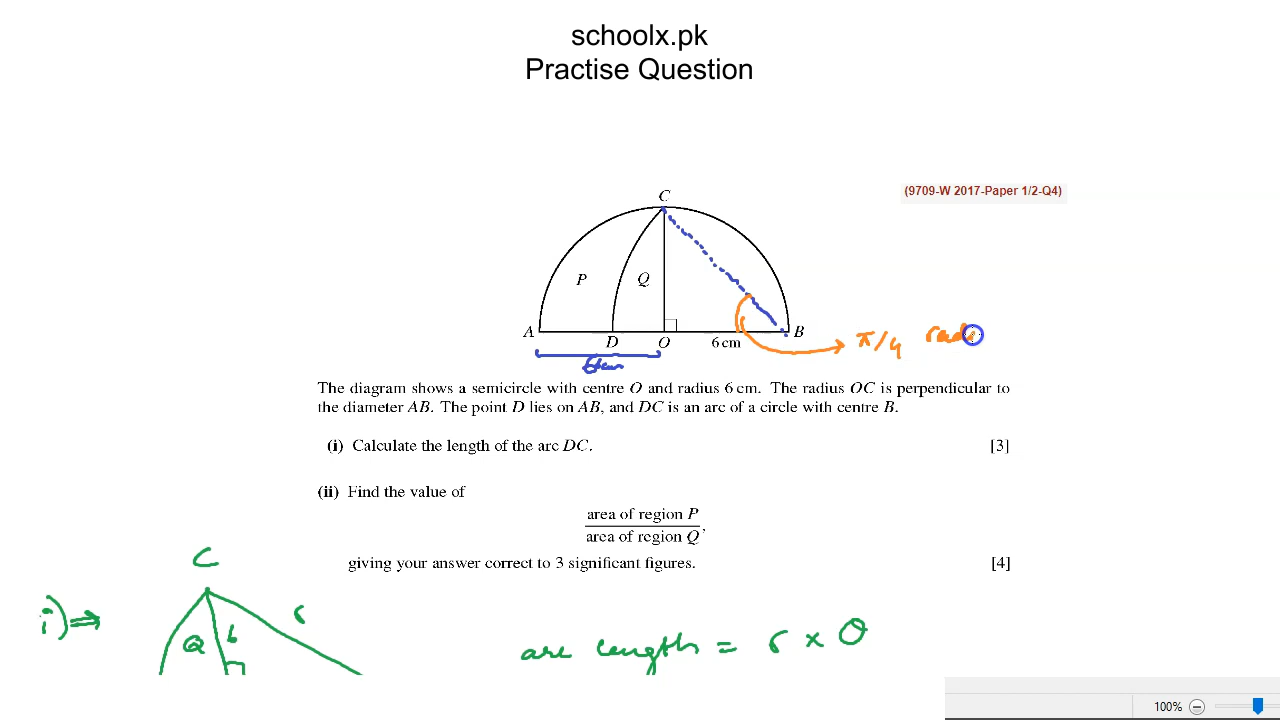 schoolx.pk
Practise Question
(9709-W 2017-Paper 1/2-Q4)
C
P
Q
A
D
O
6 cm
B
6cm
π/4 rad
The diagram shows a semicircle with centre O and radius 6 cm. The radius OC is perpendicular to
the diameter AB. The point D lies on AB, and DC is an arc of a circle with centre B.
(i) Calculate the length of the arc DC. [3]
(ii) Find the value of
area of region P
area of region Q,
giving your answer correct to 3 significant figures. [4]
C
i) ⇒
r
Q
6
arc length = r × θ
100%